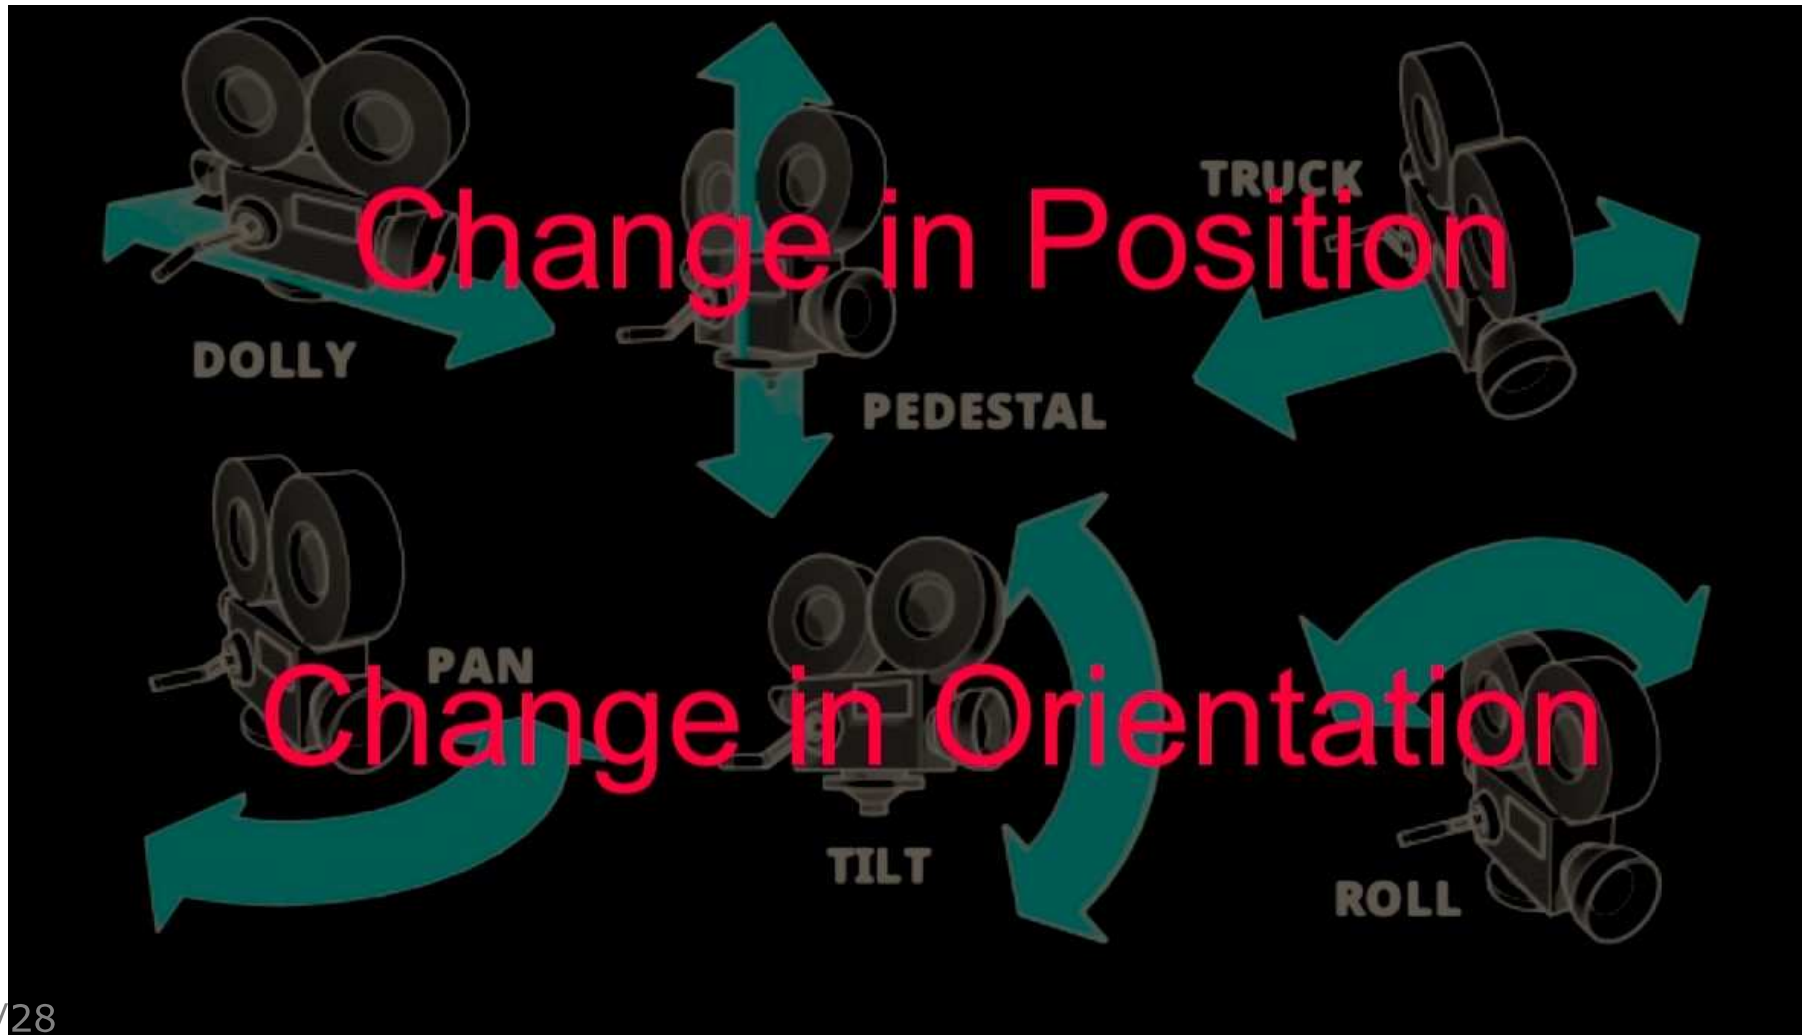 TRUCK
Change in Position
DOLLY
PEDESTAL
PAN
Change in Orientation
TILT
ROLL
/28